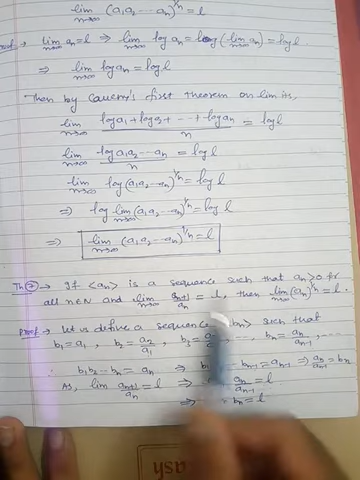 lim n→∞ (a₁a₂ --- aₙ)^1/n = l
Proof → lim n→∞ aₙ = l ⇒ lim n→∞ log aₙ = log (lim n→∞ aₙ) = log l
⇒ lim n→∞ log aₙ = log l
Then by Cauchy's first theorem on limits,
lim n→∞ (log a₁ + log a₂ + --- + log aₙ)/n = log l
lim n→∞ (log a₁a₂ --- aₙ)/n = log l
lim n→∞ log (a₁a₂ --- aₙ)^1/n = log l
⇒ log lim n→∞ (a₁a₂ --- aₙ)^1/n = log l
⇒ lim n→∞ (a₁a₂ --- aₙ)^1/n = l
Th → If <aₙ> is a sequence such that aₙ > 0 for
all n∈N and lim n→∞ aₙ₊₁/aₙ = l, then lim n→∞ (aₙ)^1/n = l.
Proof → Let us define a sequence <bₙ> such that
b₁ = a₁, b₂ = a₂/a₁, b₃ = a₃/ ---, bₙ = aₙ/aₙ₋₁, ---
∴ b₁b₂ --- bₙ = aₙ ⇒ bₙ₋₁ = aₙ₋₁ ⇒ aₙ/aₙ₋₁ = bₙ
As, lim n→∞ aₙ₊₁/aₙ = l ⇒ aₙ/aₙ₋₁ = l
⇒ bₙ = l